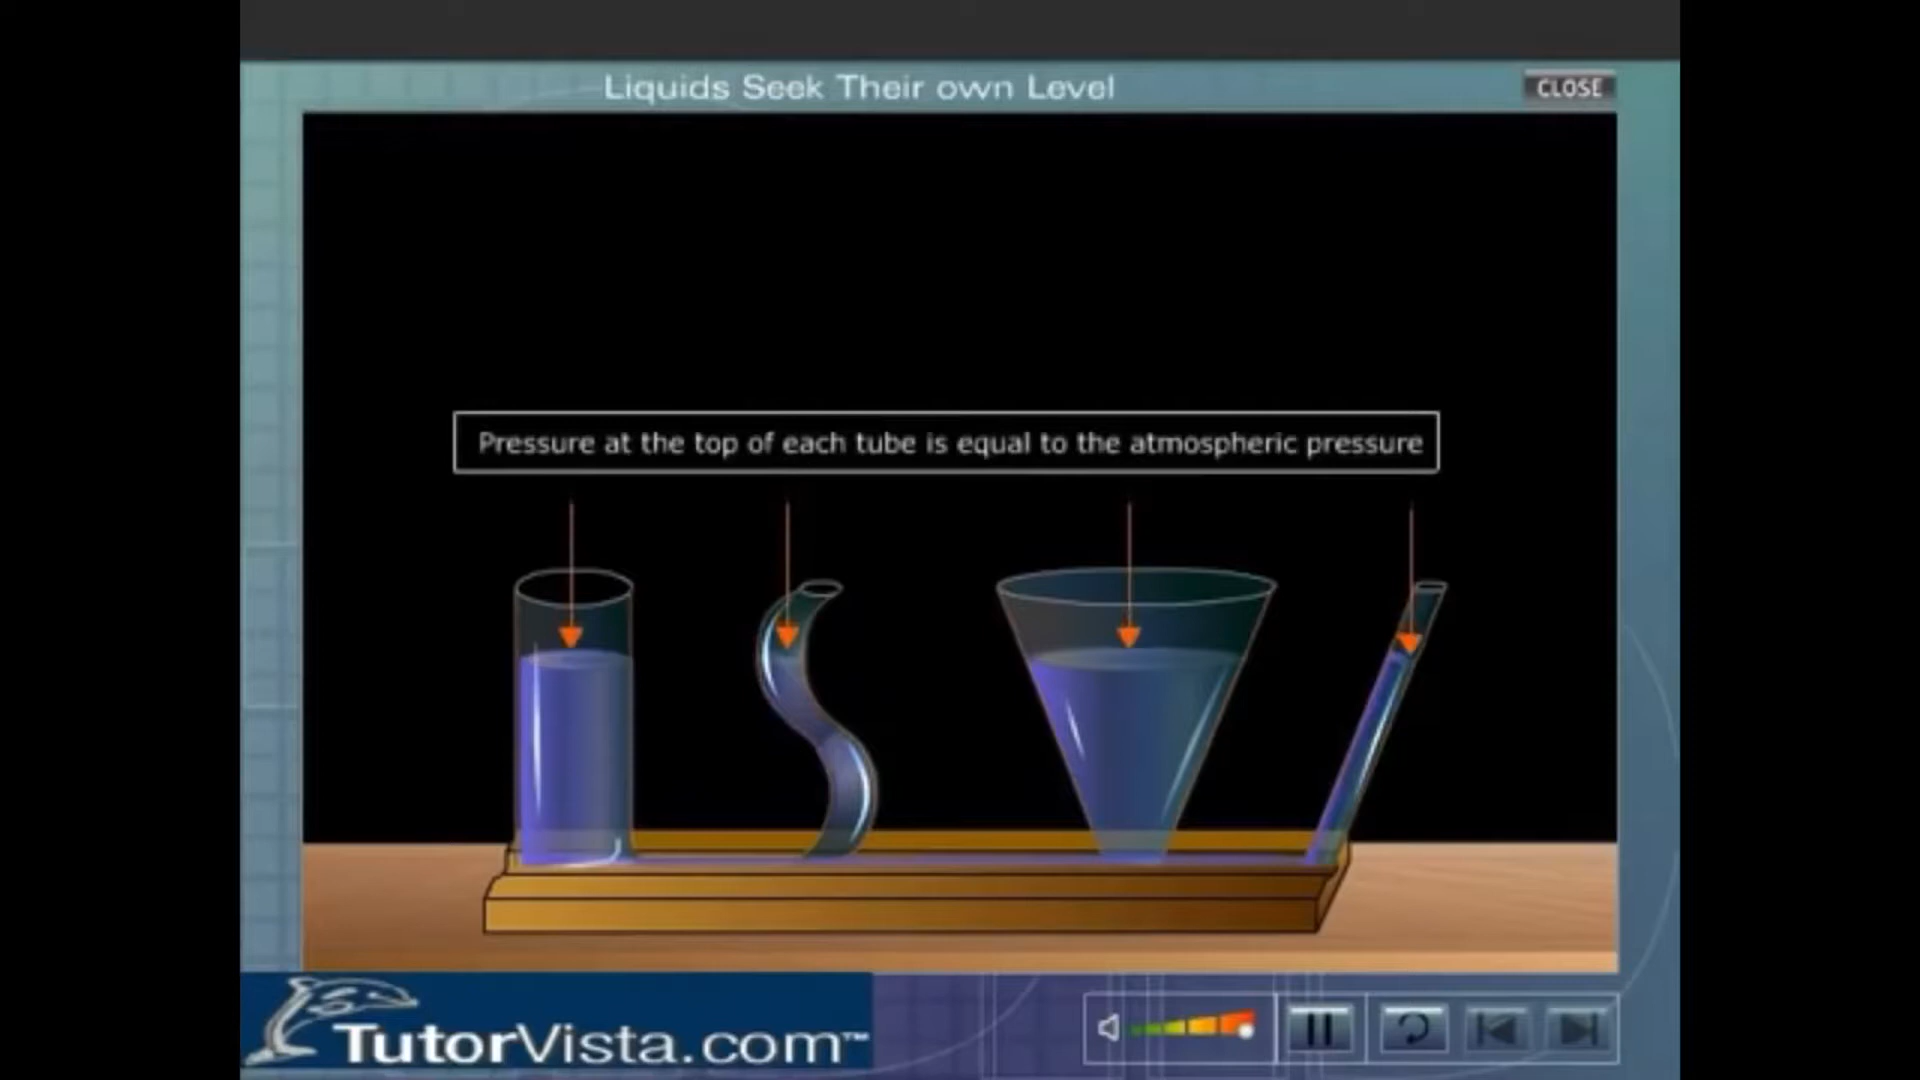 Liquids Seek Their own Level
CLOSE
Pressure at the top of each tube is equal to the atmospheric pressure
TutorVista.com™